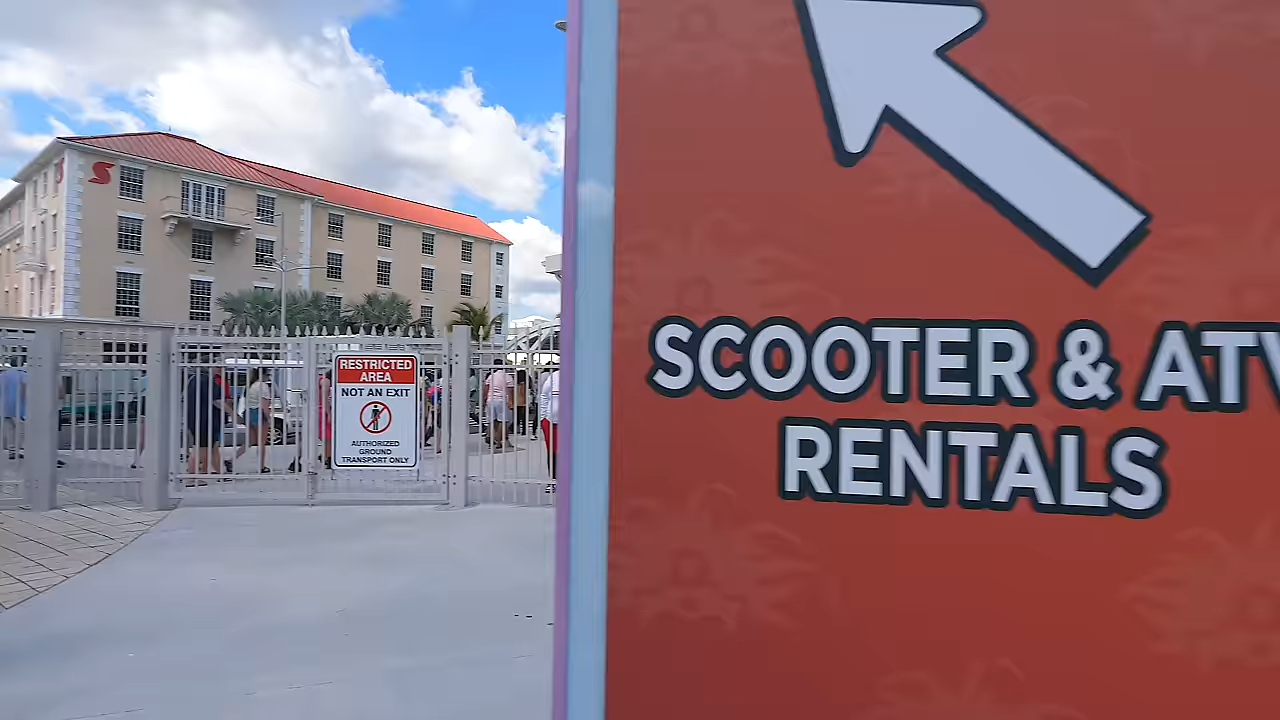 RESTRICTED
AREA
NOT AN EXIT
AUTHORIZED
GROUND
TRANSPORT ONLY
SCOOTER & ATV
RENTALS